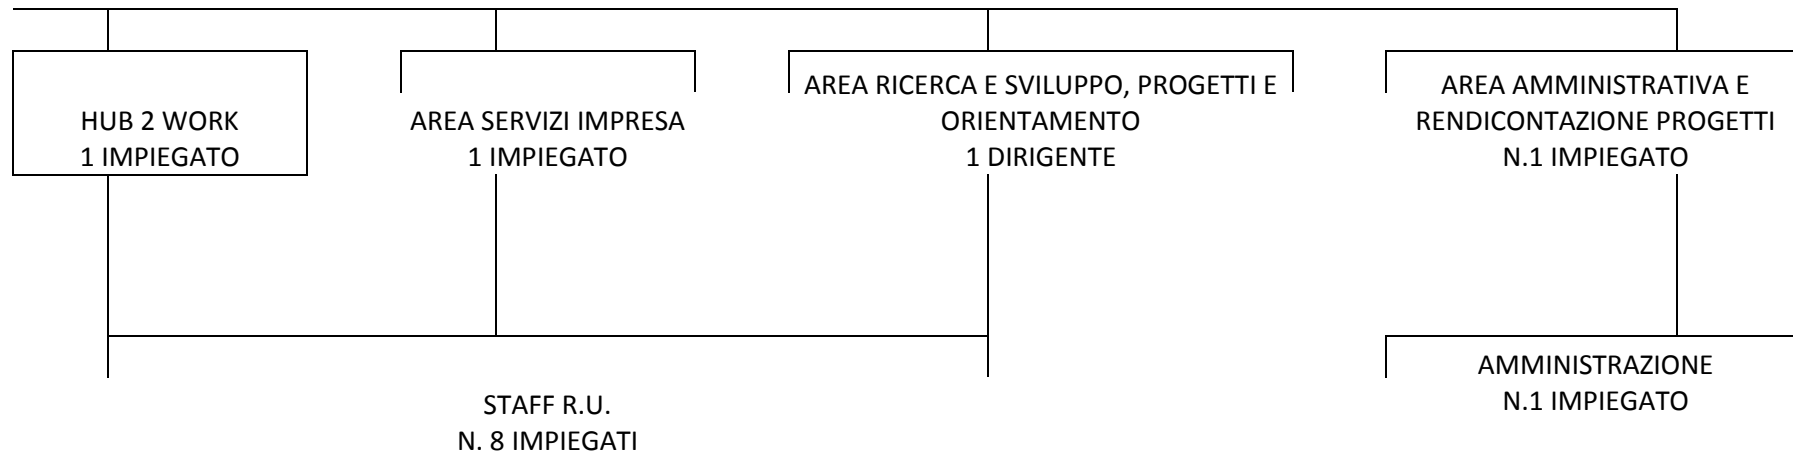 HUB 2 WORK
1 IMPIEGATO
AREA SERVIZI IMPRESA
1 IMPIEGATO
AREA RICERCA E SVILUPPO, PROGETTI E
ORIENTAMENTO
1 DIRIGENTE
AREA AMMINISTRATIVA E
RENDICONTAZIONE PROGETTI
N.1 IMPIEGATO
STAFF R.U.
N. 8 IMPIEGATI
AMMINISTRAZIONE
N.1 IMPIEGATO